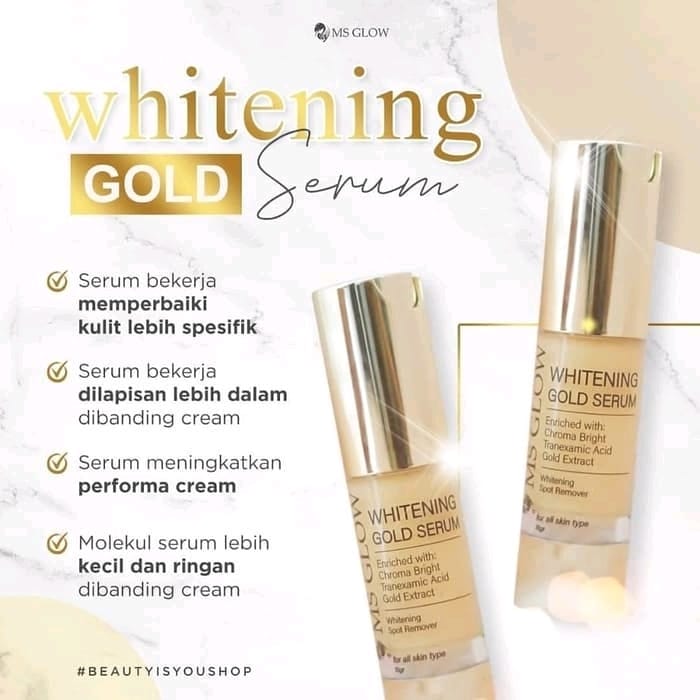 MS GLOW
whitening
GOLD Serum
Serum bekerja
memperbaiki
kulit lebih spesifik
Serum bekerja
dilapisan lebih dalam
dibanding cream
Serum meningkatkan
performa cream
Molekul serum lebih
kecil dan ringan
dibanding cream
#BEAUTYISYOUSHOP
MS GLOW
WHITENING
GOLD SERUM
Enriched with:
Chroma Bright
Tranexamic Acid
Gold Extract
Whitening
Spot Remover
for all skin type
15gr
MS GLOW
WHITENING
GOLD SERUM
Enriched with:
Chroma Bright
Tranexamic Acid
Gold Extract
Whitening
Spot Remover
for all skin type
15gr